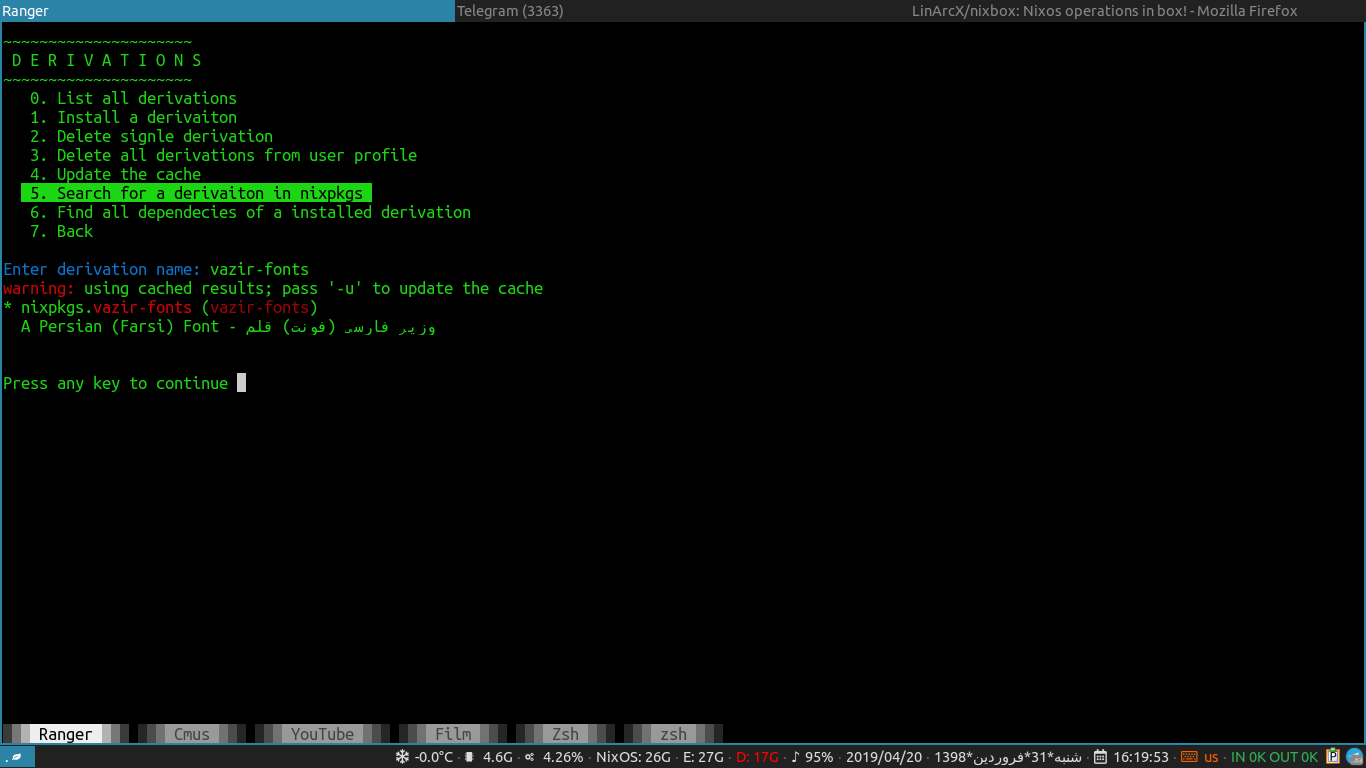 Ranger
Telegram (3363)
LinArcX/nixbox: Nixos operations in box! - Mozilla Firefox
~~~~~~~~~~~~~~~~~~~~~
D E R I V A T I O N S
~~~~~~~~~~~~~~~~~~~~~
0. List all derivations
1. Install a derivaiton
2. Delete signle derivation
3. Delete all derivations from user profile
4. Update the cache
5. Search for a derivaiton in nixpkgs
6. Find all dependecies of a installed derivation
7. Back
Enter derivation name: vazir-fonts
warning: using cached results; pass '-u' to update the cache
* nixpkgs.vazir-fonts (vazir-fonts)
A Persian (Farsi) Font - وزیر فارسی (فونت) قلم
Press any key to continue
Ranger Cmus YouTube Film Zsh zsh
-0.0°C · 4.6G · 4.26% · NixOS: 26G · E: 27G · D: 17G · ♪ 95% · 2019/04/20 · شنبه*31*فروردین*1398 · 16:19:53 · us · IN 0K OUT 0K